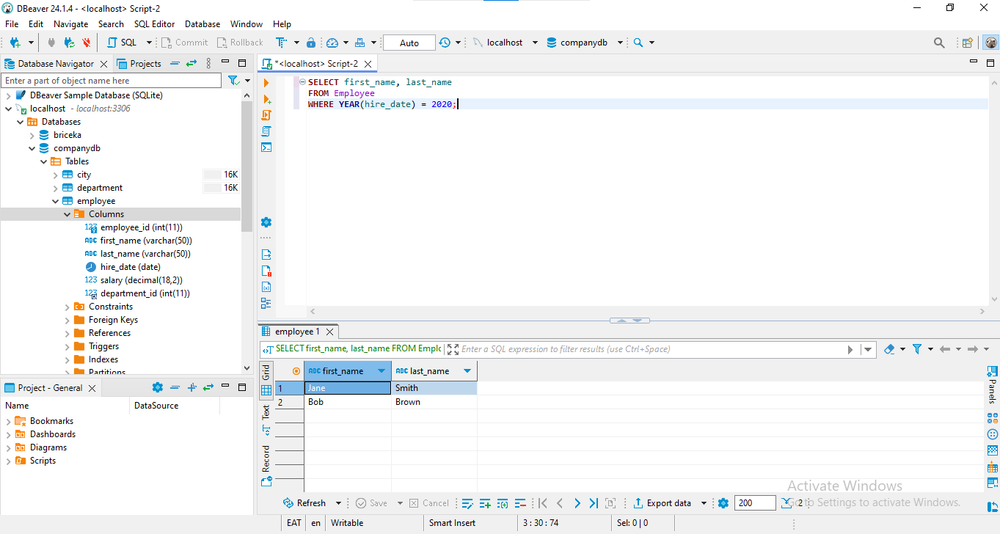 DBeaver 24.1.4 - <localhost> Script-2
File Edit Navigate Search SQL Editor Database Window Help
SQL Commit Rollback Auto localhost companydb
Database Navigator Projects
Enter a part of object name here
DBeaver Sample Database (SQLite)
localhost - localhost:3306
Databases
briceka
companydb
Tables
city 16K
department 16K
employee
Columns
employee_id (int(11))
first_name (varchar(50))
last_name (varchar(50))
hire_date (date)
salary (decimal(18,2))
department_id (int(11))
Constraints
Foreign Keys
References
Triggers
Indexes
Partitions
Project - General
Name DataSource
Bookmarks
Dashboards
Diagrams
Scripts
*<localhost> Script-2
SELECT first_name, last_name
FROM Employee
WHERE YEAR(hire_date) = 2020;
employee 1
SELECT first_name, last_name FROM Emplc Enter a SQL expression to filter results (use Ctrl+Space)
Grid
Text
Record
ABC first_name ABC last_name
1 Jane Smith
2 Bob Brown
Panels
Activate Windows
Go to Settings to activate Windows.
Refresh Save Cancel Export data 200 2
EAT en Writable Smart Insert 3 : 30 : 74 Sel: 0 | 0